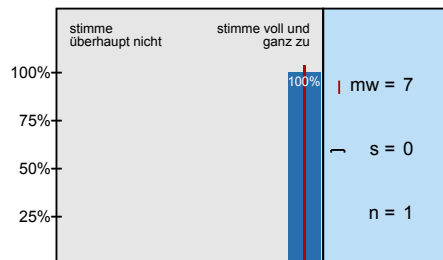 stimme
überhaupt nicht
stimme voll und
ganz zu
100%
100%
mw = 7
75%
50%
s = 0
25%
n = 1